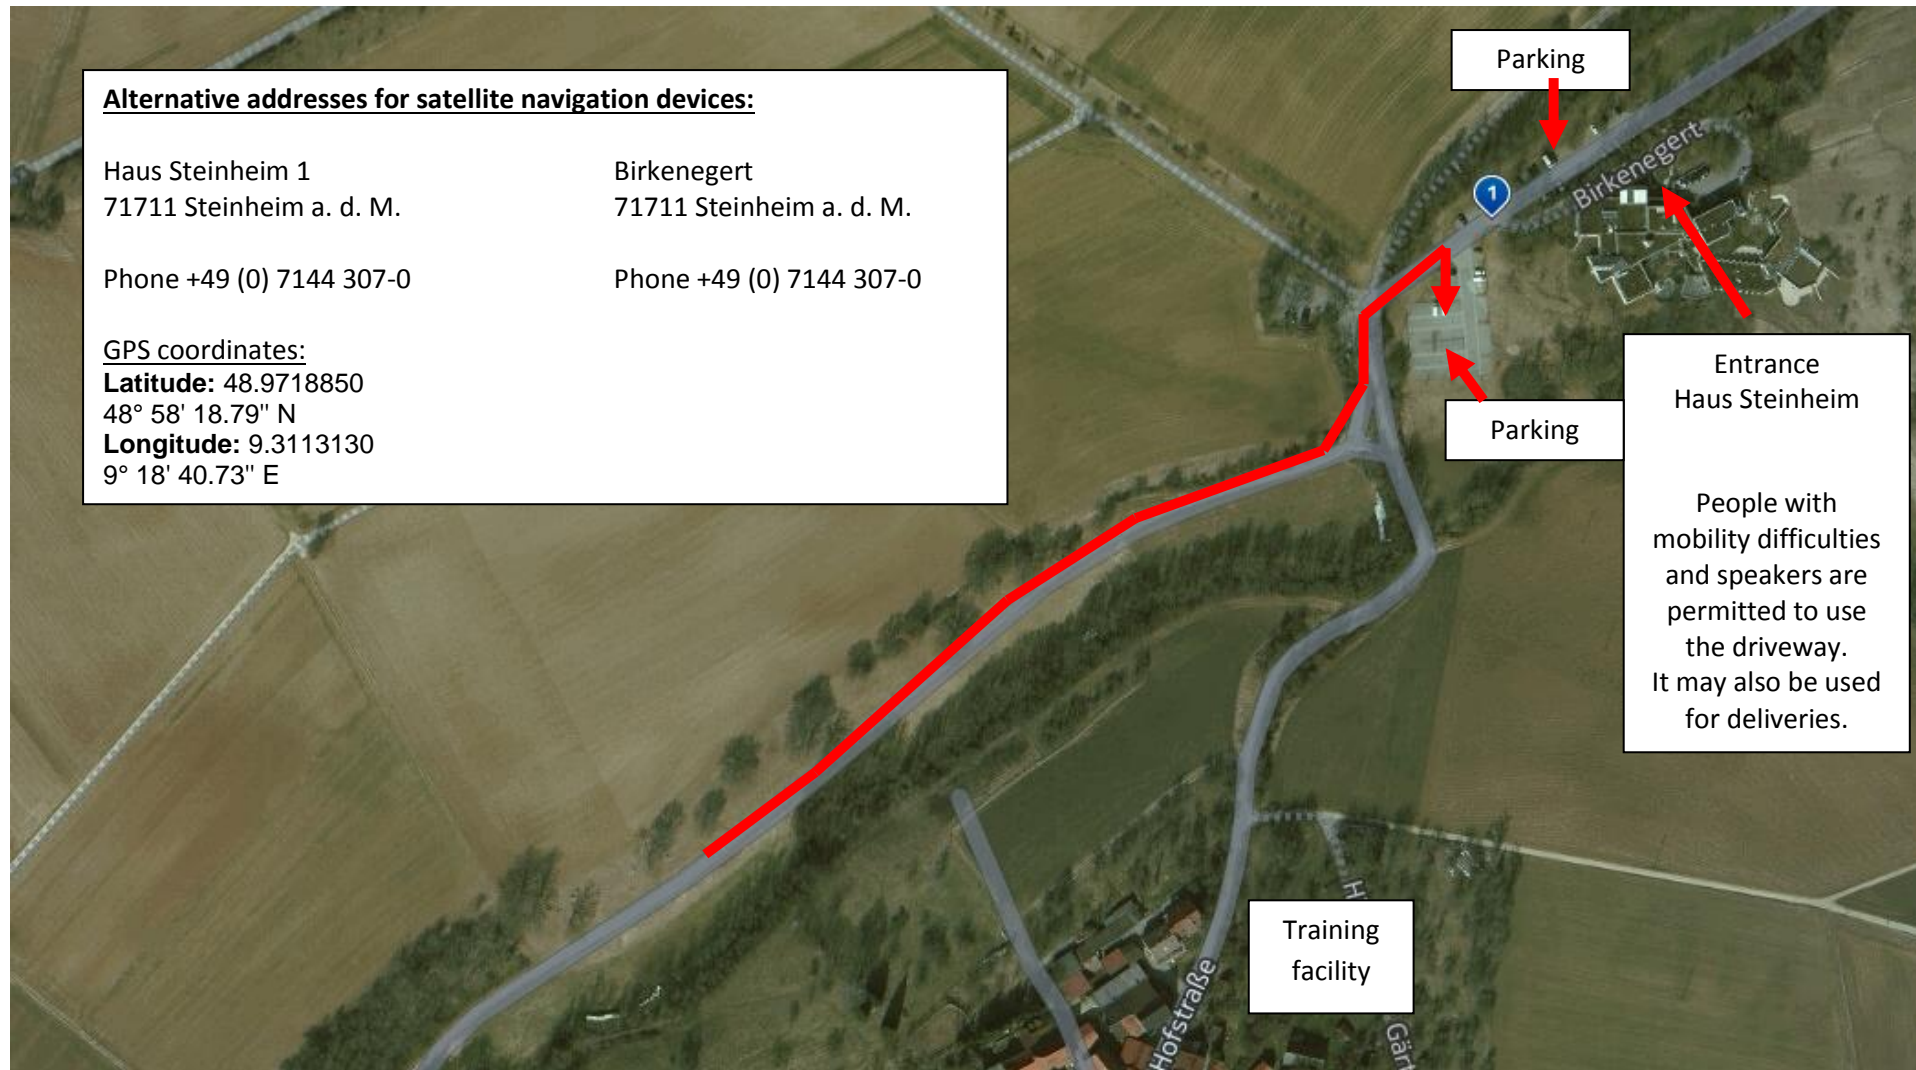 Alternative addresses for satellite navigation devices:
Haus Steinheim 1
71711 Steinheim a. d. M.
Phone +49 (0) 7144 307-0
Birkenegert
71711 Steinheim a. d. M.
Phone +49 (0) 7144 307-0
GPS coordinates:
Latitude: 48.9718850
48° 58' 18.79" N
Longitude: 9.3113130
9° 18' 40.73" E
Parking
1
Birkenegert
Parking
Entrance
Haus Steinheim
People with
mobility difficulties
and speakers are
permitted to use
the driveway.
It may also be used
for deliveries.
Training
facility
Hofstraße